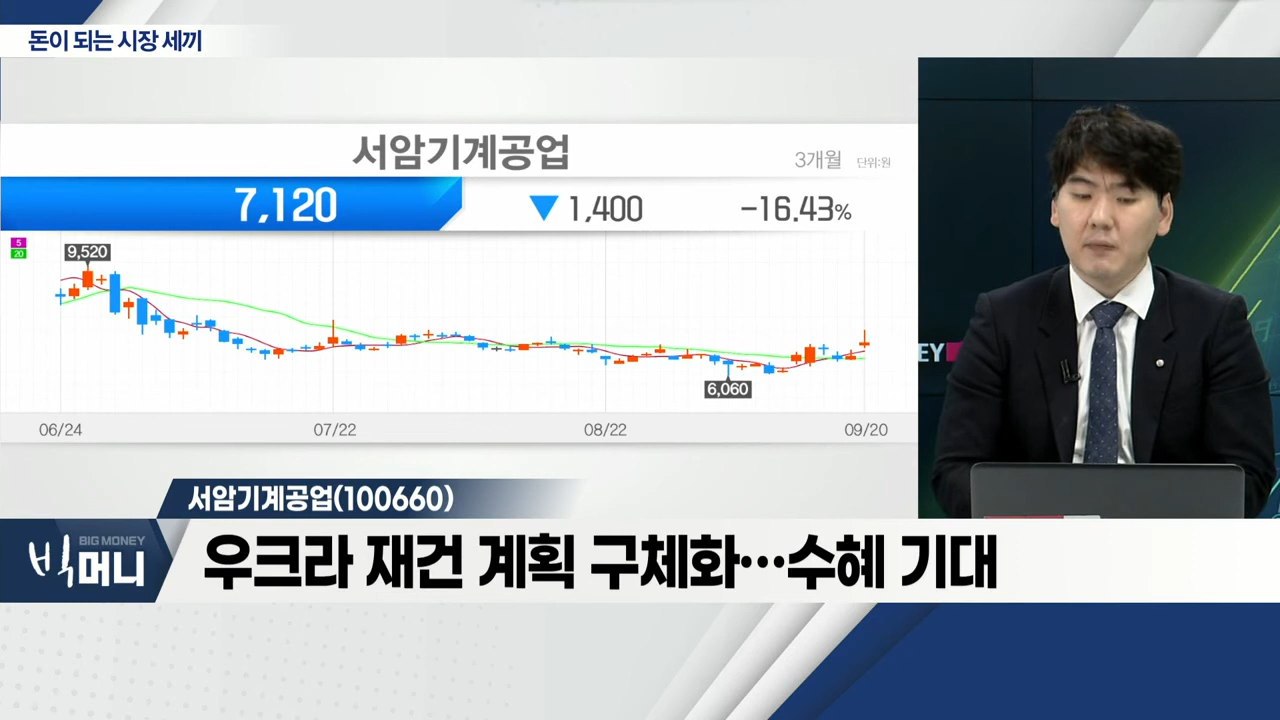 돈이 되는 시장 세끼
서암기계공업
3개월 단위:원
7,120 ▼ 1,400 -16.43%
5
20
9,520
6,060
06/24 07/22 08/22 09/20
EY
서암기계공업(100660)
BIG MONEY
빅머니
우크라 재건 계획 구체화…수혜 기대